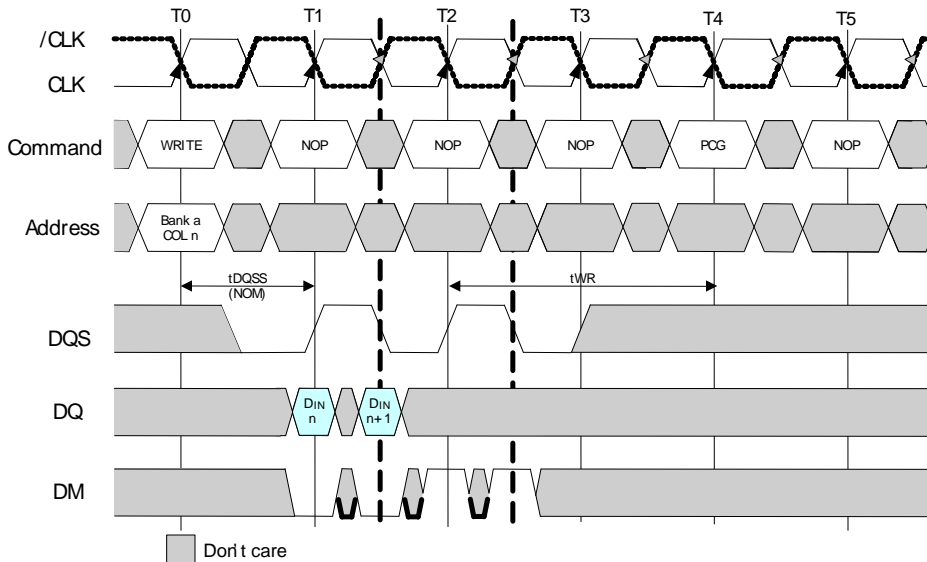 T0 T1 T2 T3 T4 T5
/CLK
CLK
Command WRITE NOP NOP NOP PCG NOP
Address Bank a
COL n
tDQSS
(NOM)
tWR
DQS
DQ DIN
n
DIN
n+1
DM
Don't care